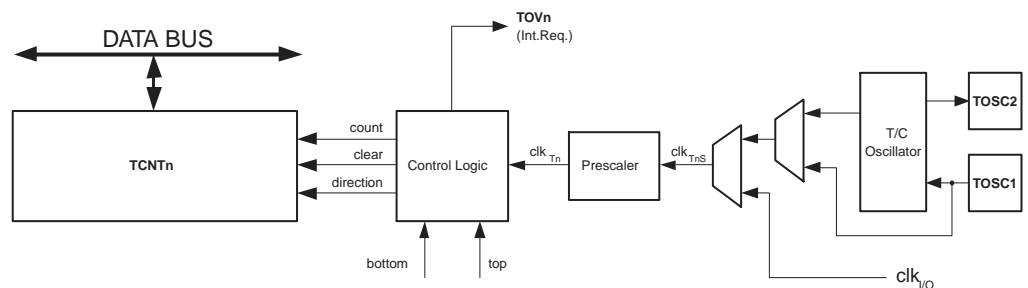 DATA BUS
TOVn
(Int.Req.)
TCNTn
count
clear
direction
Control Logic
clk Tn
Prescaler
clk TnS
T/C
Oscillator
TOSC2
TOSC1
bottom
top
clk I/O